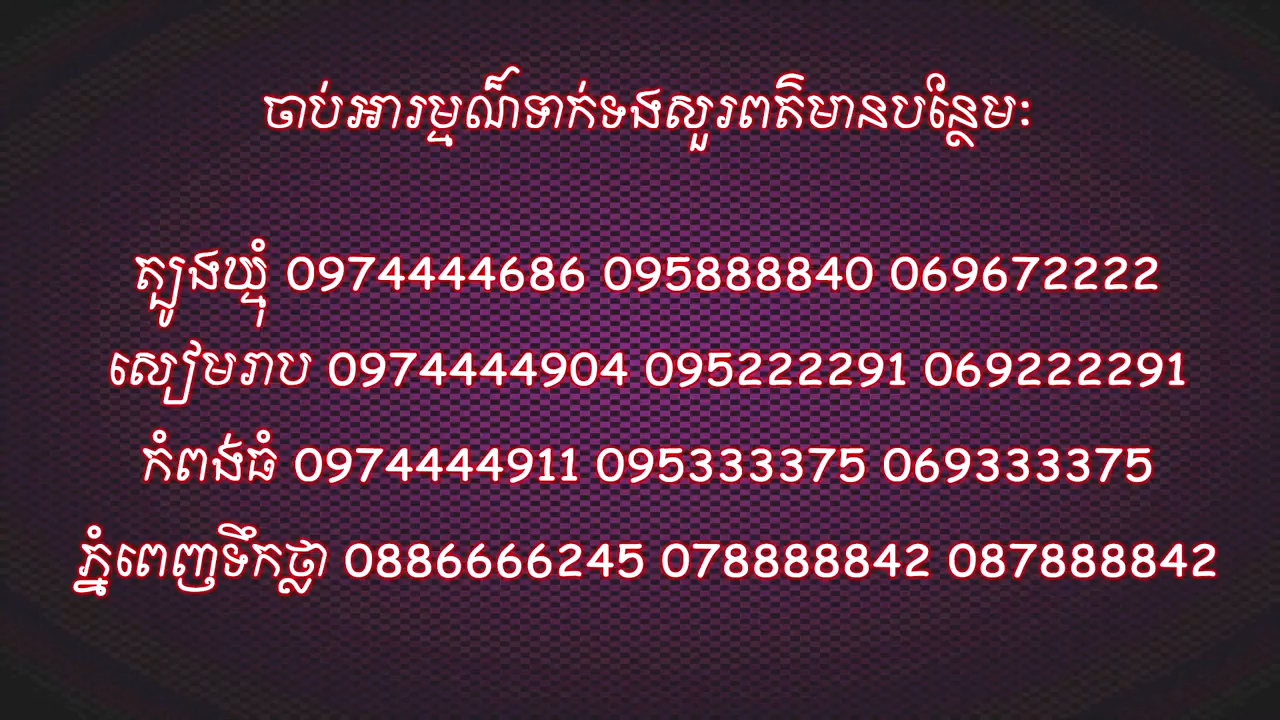 ចាប់អារម្មណ៍ទាក់ទងសួរពត៌មានបន្ថែម:
ត្បូងឃ្មុំ 0974444686 095888840 069672222
សៀមរាប 0974444904 095222291 069222291
កំពង់ធំ 0974444911 095333375 069333375
ភ្នំពេញទឹកថ្លា 0886666245 078888842 087888842